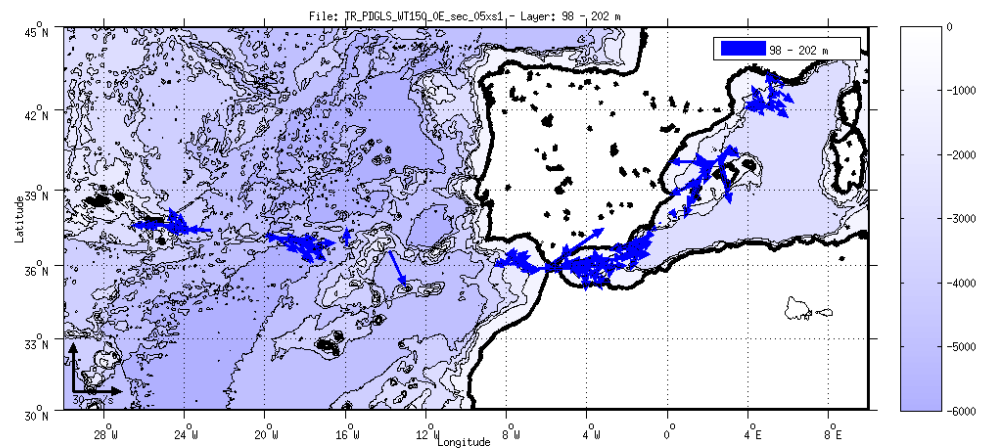 File: TR_PDGLS_WT150_0E_sec_05xs1 - Layer: 98 - 202 m
98 - 202 m
45°N
42°N
39°N
36°N
33°N
30°N
Latitude
28°W 24°W 20°W 16°W 12°W 8°W 4°W 0° 4°E 8°E
Longitude
0
-1000
-2000
-3000
-4000
-5000
-6000